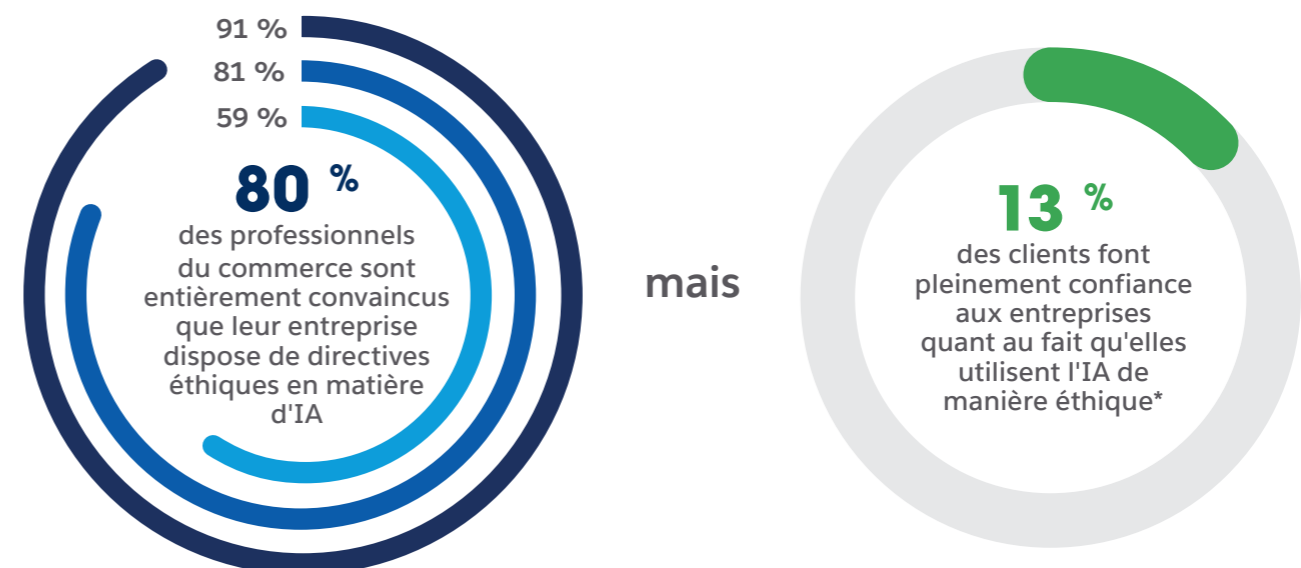 91 %
81 %
59 %
80 %
des professionnels
du commerce sont
entièrement convaincus
que leur entreprise
dispose de directives
éthiques en matière
d'IA
mais
13 %
des clients font
pleinement confiance
aux entreprises
quant au fait qu'elles
utilisent l'IA de
manière éthique*